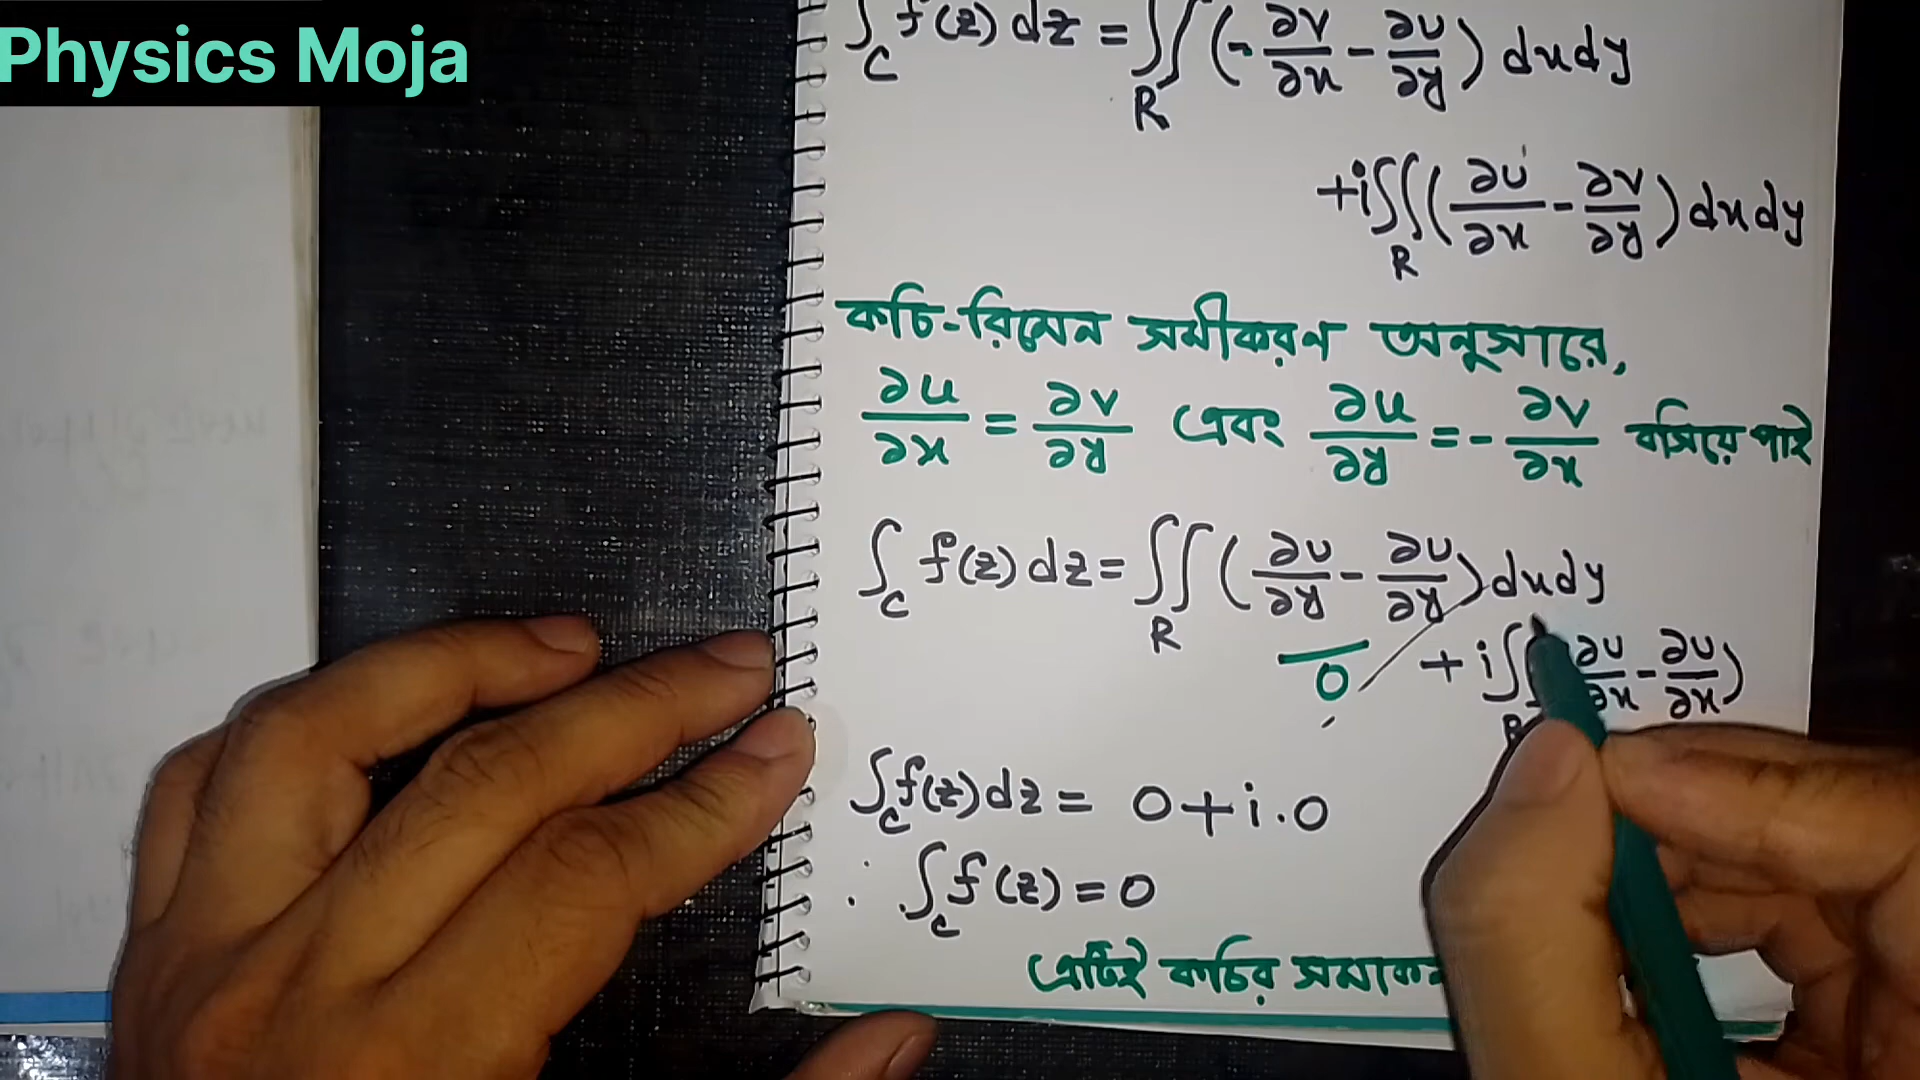 Physics Moja
∫_C f(z) dz = ∬_R (-∂v/∂x - ∂u/∂y) dxdy
+i∬_R (∂u/∂x - ∂v/∂y) dxdy
কচি-রিমেন সমীকরণ অনুসারে,
∂u/∂x = ∂v/∂y এবং ∂u/∂y = -∂v/∂x বসিয়ে পাই
∫_C f(z) dz = ∬_R (∂u/∂y - ∂u/∂y) dxdy
0 + i∫ ∂u/∂x - ∂u/∂x)
∫_C f(z) dz = 0 + i.0
∴ ∫_C f(z) = 0
এটিই কচির